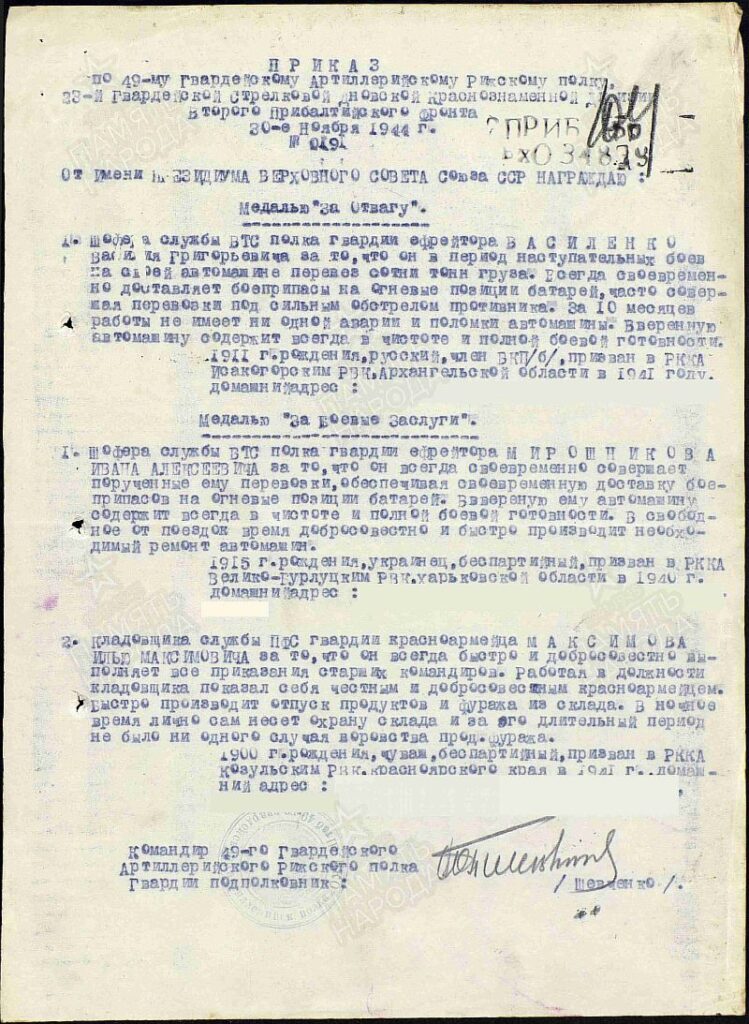 ПРИКАЗ
по 49-му Гвардейскому Артиллерийскому Рижскому полку,
23-й Гвардейской Стрелковой Дновской Краснознаменной Дивизии
Второго Прибалтийского Фронта
30-е Ноября 1944 г.
№ 019
ПРИБ
От имени ПРЕЗИДИУМА ВЕРХОВНОГО СОВЕТА Союза ССР НАГРАЖДАЮ :
Медалью "За Отвагу".
1. Шофера службы ВТС полка гвардии ефрейтора ВАСИЛЕНКО
Василия Григорьевича за то, что он в период наступательных боев
на своей автомашине перевез сотни тонн груза. Всегда своевремен-
но доставляет боеприпасы на огневые позиции батарей, часто совер-
шая перевозки под сильным обстрелом противника. За 10 месяцев
работы не имеет ни одной аварии и поломки автомашины. Вверенную
автомашину содержит всегда в чистоте и полной боевой готовности.
1911 г.рождения, русский, член ВКП/б/, призван в РККА
Исакогорским РВК.Архангельской области в 1941 году.
домашнийадрес :
Медалью "За Боевые Заслуги".
1. Шофера службы ВТС полка гвардии ефрейтора МИРОШНИКОВА
ИВАНА АЛЕКСЕЕВИЧА за то, что он всегда своевременно совершает
порученные ему перевозки, обеспечивая своевременную доставку бое-
припасов на огневые позиции батарей. Ввереную ему автомашину
содержит всегда в чистоте и полной боевой готовности. В свобод-
ное от поездок время добросовестно и быстро производит необхо-
димый ремонт автомашин.
1915 г.рождения, украинец, беспартийный, призван в РККА
Велико-Бурлуцким РВК.Харьковской области в 1940 г.
домашнийадрес :
2. Кладовщика службы ПФС гвардии красноармейца МАКСИМОВА
ИЛЬЮ МАКСИМОВИЧА за то, что он всегда быстро и добросовестно вы-
полняет все приказания старших командиров. Работая в должности
кладовщика показал себя честным и добросовестным красноармейцем.
Быстро производит отпуск продуктов и фуража из склада. В ночное
время лично сам несет охрану склада и за его длительный период
не было ни одного случая воровства прод.фуража.
1900 г.рождения, чуваш, беспартийный, призван в РККА
Козульским РВК.Красноярского края в 1941 г..домаш-
ний адрес :
Командир 49-го Гвардейского
Артиллерийского Рижского полка
Гвардии подполковник:
/ Шевченко./.
ПАМЯТЬ НАРОДА